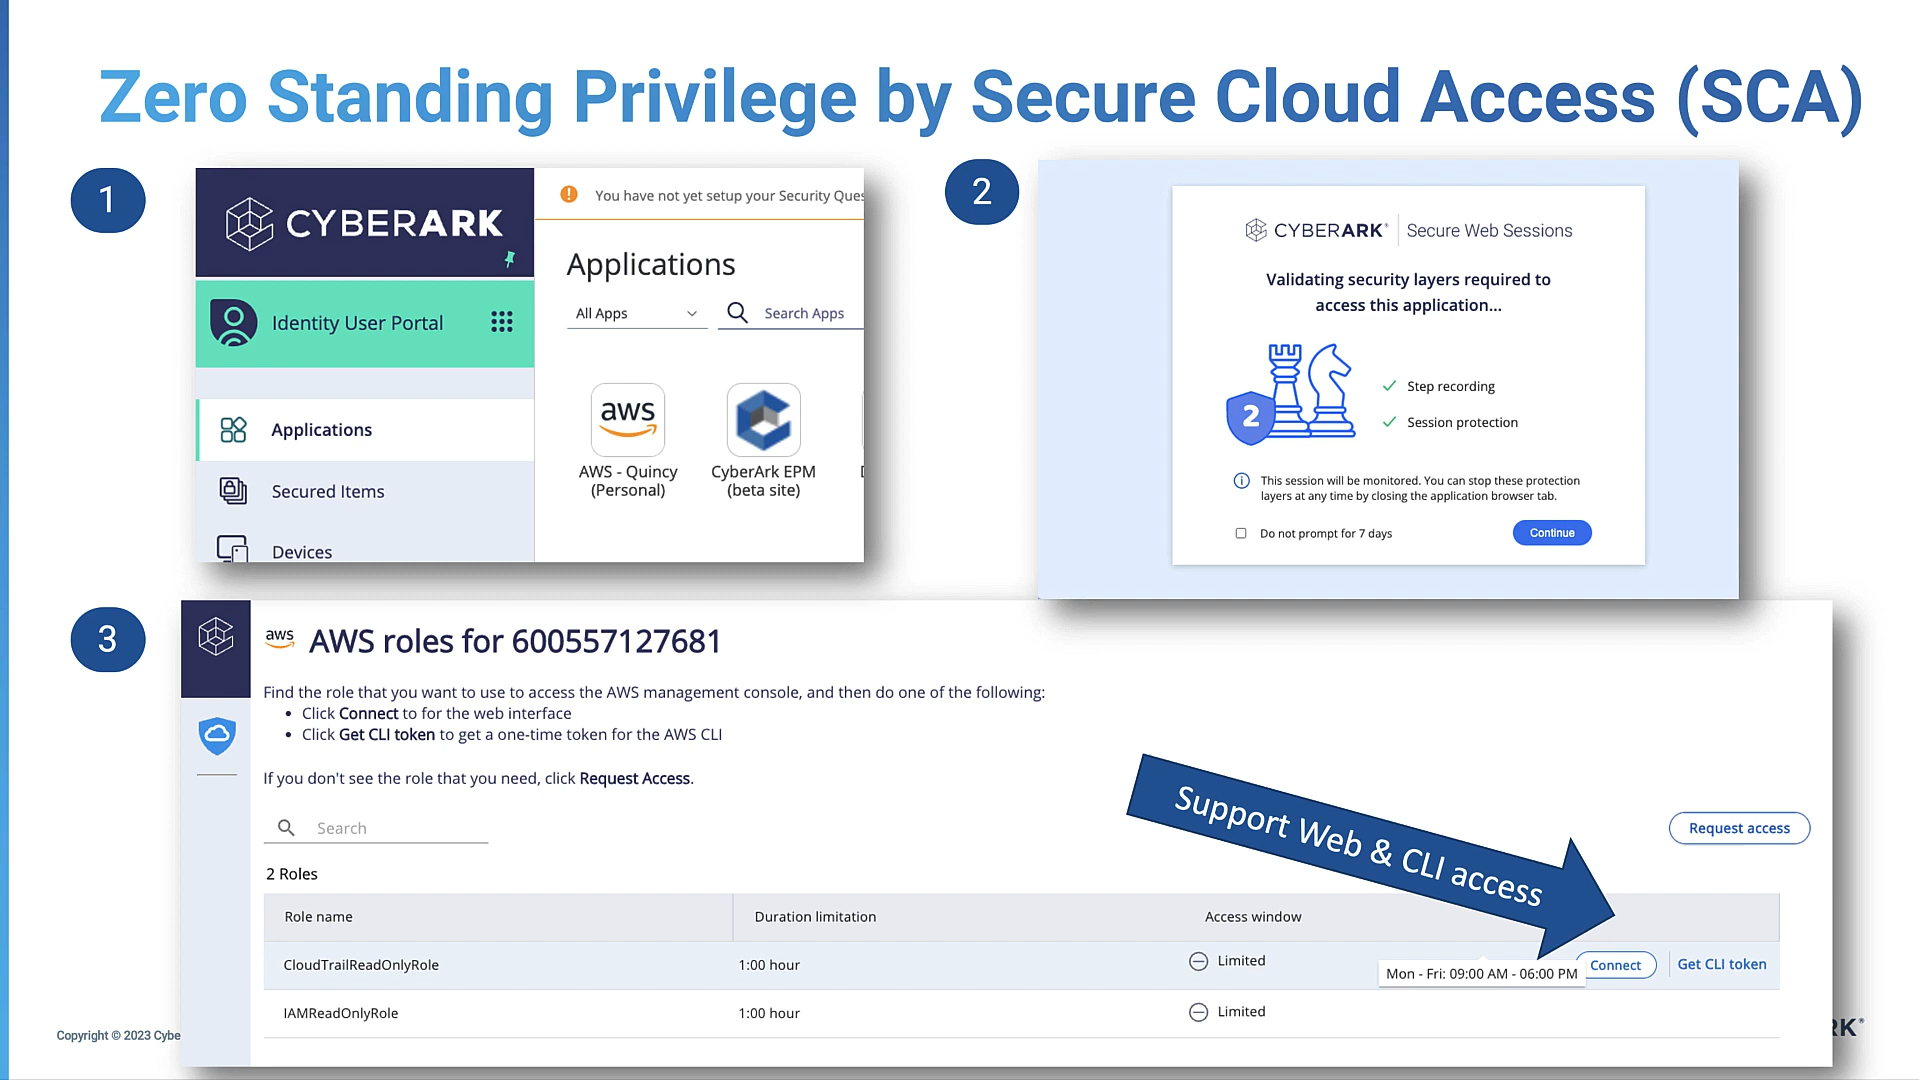 Zero Standing Privilege by Secure Cloud Access (SCA)
1
CYBERARK
Identity User Portal
Applications
Secured Items
Devices
You have not yet setup your Security Ques
Applications
All Apps
Search Apps
aws
AWS - Quincy
(Personal)
CyberArk EPM
(beta site)
2
CYBERARK® Secure Web Sessions
Validating security layers required to
access this application...
2
Step recording
Session protection
This session will be monitored. You can stop these protection
layers at any time by closing the application browser tab.
Do not prompt for 7 days
Continue
3
aws AWS roles for 600557127681
Find the role that you want to use to access the AWS management console, and then do one of the following:
• Click Connect to for the web interface
• Click Get CLI token to get a one-time token for the AWS CLI
If you don't see the role that you need, click Request Access.
Search
Support Web & CLI access
Request access
2 Roles
Role name Duration limitation Access window
CloudTrailReadOnlyRole 1:00 hour Limited Mon - Fri: 09:00 AM - 06:00 PM Connect Get CLI token
IAMReadOnlyRole 1:00 hour Limited
Copyright © 2023 Cybe
RK®